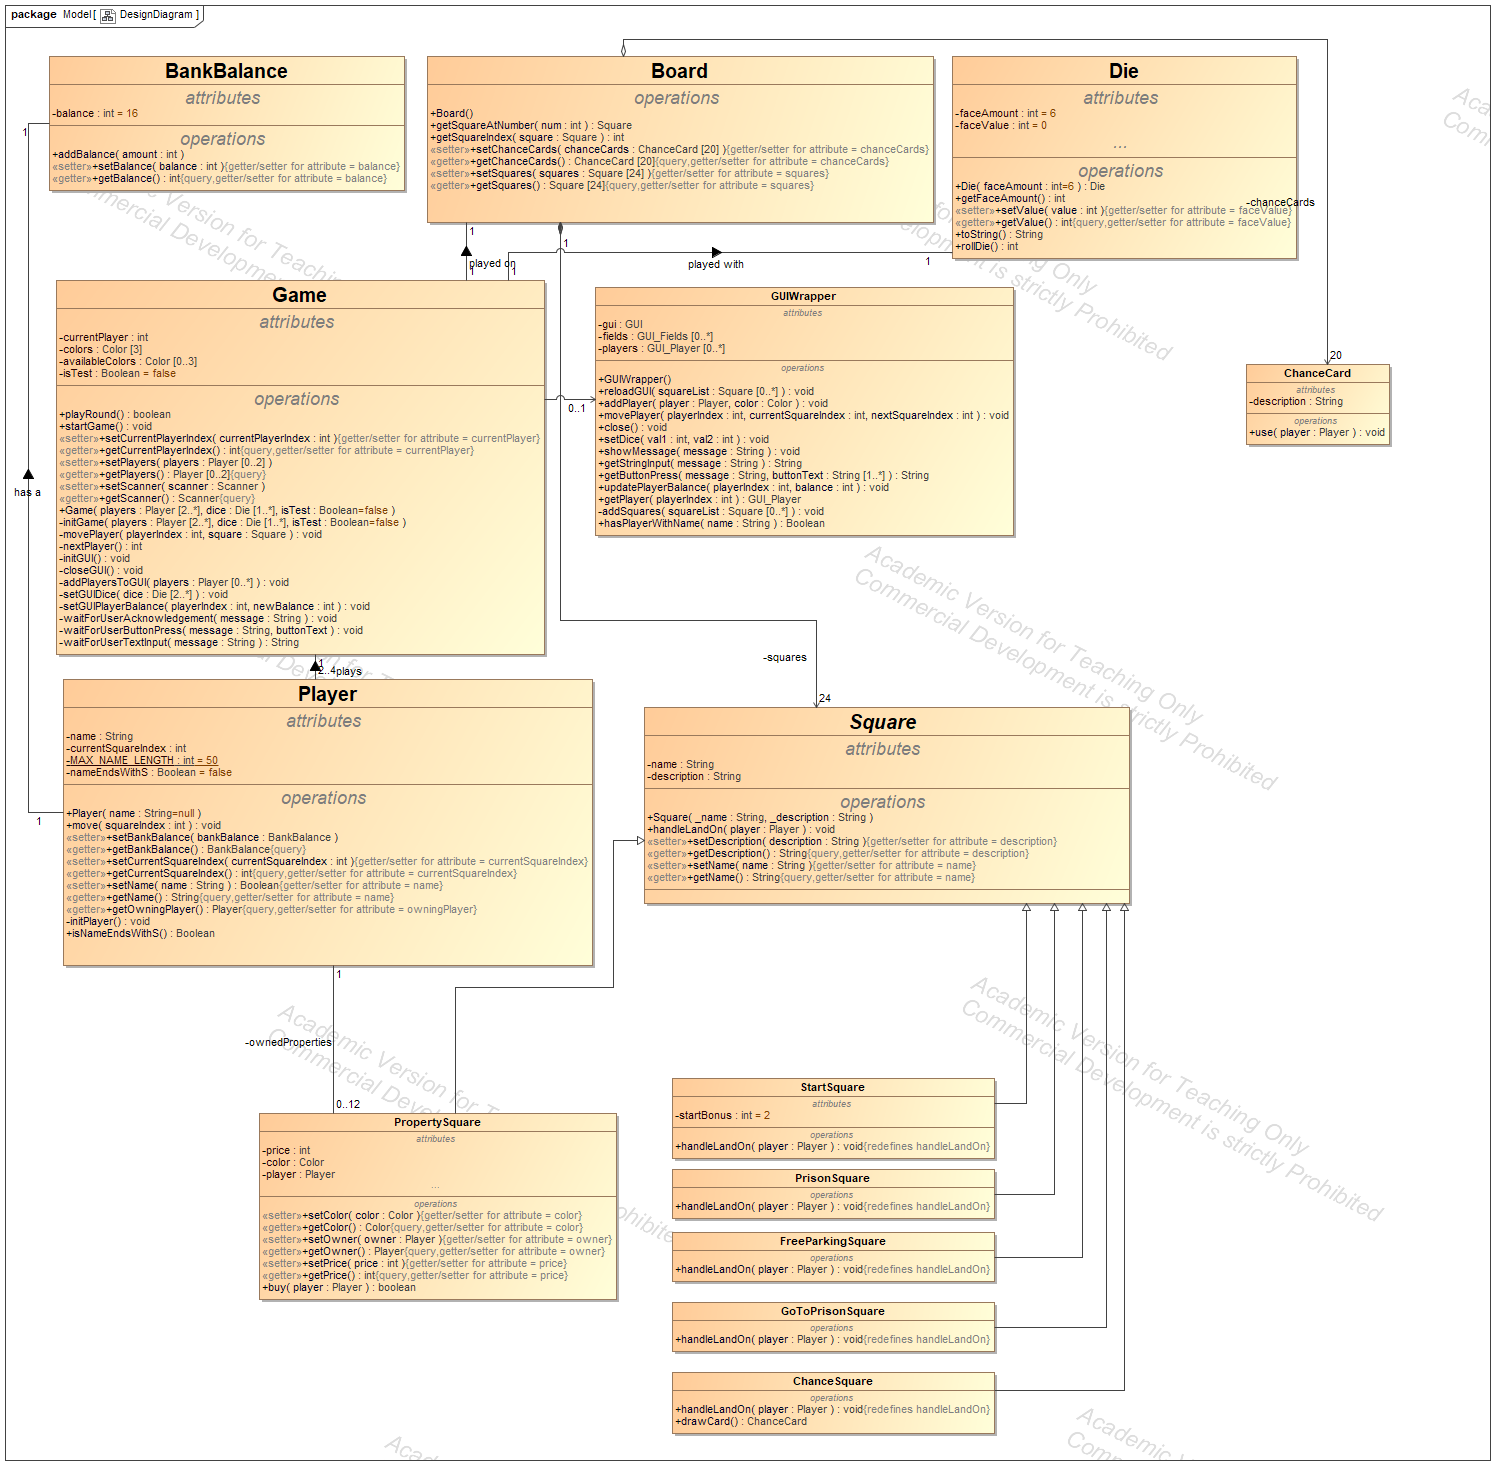 package Model[ DesignDiagram ]
BankBalance
attributes
-balance : int = 16
operations
+addBalance( amount : int )
«setter»+setBalance( balance : int ){getter/setter for attribute = balance}
«getter»+getBalance() : int{query,getter/setter for attribute = balance}
Board
operations
+Board()
+getSquareAtNumber( num : int ) : Square
+getSquareIndex( square : Square ) : int
«setter»+setChanceCards( chanceCards : ChanceCard [20] ){getter/setter for attribute = chanceCards}
«getter»+getChanceCards() : ChanceCard [20]{query,getter/setter for attribute = chanceCards}
«setter»+setSquares( squares : Square [24] ){getter/setter for attribute = squares}
«getter»+getSquares() : Square [24]{query,getter/setter for attribute = squares}
Die
attributes
-faceAmount : int = 6
-faceValue : int = 0
...
operations
+Die( faceAmount : int=6 ) : Die
+getFaceAmount() : int
«setter»+setValue( value : int ){getter/setter for attribute = faceValue}
«getter»+getValue() : int{query,getter/setter for attribute = faceValue}
+toString() : String
+rollDie() : int
-chanceCards
1
1
played on
1
1
played with
1
1
Game
attributes
-currentPlayer : int
-colors : Color [3]
-availableColors : Color [0..3]
-isTest : Boolean = false
operations
+playRound() : boolean
+startGame() : void
«setter»+setCurrentPlayerIndex( currentPlayerIndex : int ){getter/setter for attribute = currentPlayer}
«getter»+getCurrentPlayerIndex() : int{query,getter/setter for attribute = currentPlayer}
«setter»+setPlayers( players : Player [0..2] )
«getter»+getPlayers() : Player [0..2]{query}
«setter»+setScanner( scanner : Scanner )
«getter»+getScanner() : Scanner{query}
+Game( players : Player [2..*], dice : Die [1..*], isTest : Boolean=false )
-initGame( players : Player [2..*], dice : Die [1..*], isTest : Boolean=false )
-movePlayer( playerIndex : int, square : Square ) : void
-nextPlayer() : int
-initGUI() : void
-closeGUI() : void
-addPlayersToGUI( players : Player [0..*] ) : void
-setGUIDice( dice : Die [2..*] ) : void
-setGUIPlayerBalance( playerIndex : int, newBalance : int ) : void
-waitForUserAcknowledgement( message : String ) : void
-waitForUserButtonPress( message : String, buttonText ) : void
-waitForUserTextInput( message : String ) : String
0..1
GUIWrapper
attributes
-gui : GUI
-fields : GUI_Fields [0..*]
-players : GUI_Player [0..*]
operations
+GUIWrapper()
+reloadGUI( squareList : Square [0..*] ) : void
+addPlayer( player : Player, color : Color ) : void
+movePlayer( playerIndex : int, currentSquareIndex : int, nextSquareIndex : int ) : void
+close() : void
+setDice( val1 : int, val2 : int ) : void
+showMessage( message : String ) : void
+getStringInput( message : String ) : String
+getButtonPress( message : String, buttonText : String [1..*] ) : String
+updatePlayerBalance( playerIndex : int, balance : int ) : void
+getPlayer( playerIndex : int ) : GUI_Player
-addSquares( squareList : Square [0..*] ) : void
+hasPlayerWithName( name : String ) : Boolean
20
ChanceCard
attributes
-description : String
operations
+use( player : Player ) : void
has a
1
1
2..4
plays
Player
attributes
-name : String
-currentSquareIndex : int
-MAX_NAME_LENGTH : int = 50
-nameEndsWithS : Boolean = false
operations
+Player( name : String=null )
+move( squareIndex : int ) : void
«setter»+setBankBalance( bankBalance : BankBalance )
«getter»+getBankBalance() : BankBalance{query}
«setter»+setCurrentSquareIndex( currentSquareIndex : int ){getter/setter for attribute = currentSquareIndex}
«getter»+getCurrentSquareIndex() : int{query,getter/setter for attribute = currentSquareIndex}
«setter»+setName( name : String ) : Boolean{getter/setter for attribute = name}
«getter»+getName() : String{query,getter/setter for attribute = name}
«getter»+getOwningPlayer() : Player{query,getter/setter for attribute = owningPlayer}
-initPlayer() : void
+isNameEndsWithS() : Boolean
-squares
24
Square
attributes
-name : String
-description : String
operations
+Square( _name : String, _description : String )
+handleLandOn( player : Player ) : void
«setter»+setDescription( description : String ){getter/setter for attribute = description}
«getter»+getDescription() : String{query,getter/setter for attribute = description}
«setter»+setName( name : String ){getter/setter for attribute = name}
«getter»+getName() : String{query,getter/setter for attribute = name}
1
-ownedProperties
0..12
PropertySquare
attributes
-price : int
-color : Color
-player : Player
...
operations
«setter»+setColor( color : Color ){getter/setter for attribute = color}
«getter»+getColor() : Color{query,getter/setter for attribute = color}
«setter»+setOwner( owner : Player ){getter/setter for attribute = owner}
«getter»+getOwner() : Player{query,getter/setter for attribute = owner}
«setter»+setPrice( price : int ){getter/setter for attribute = price}
«getter»+getPrice() : int{query,getter/setter for attribute = price}
+buy( player : Player ) : boolean
StartSquare
attributes
-startBonus : int = 2
operations
+handleLandOn( player : Player ) : void{redefines handleLandOn}
PrisonSquare
operations
+handleLandOn( player : Player ) : void{redefines handleLandOn}
FreeParkingSquare
operations
+handleLandOn( player : Player ) : void{redefines handleLandOn}
GoToPrisonSquare
operations
+handleLandOn( player : Player ) : void{redefines handleLandOn}
ChanceSquare
operations
+handleLandOn( player : Player ) : void{redefines handleLandOn}
+drawCard() : ChanceCard
Academic Version for Teaching Only
Commercial Development is strictly Prohibited
Academic Version for Teaching Only
Commercial Development is strictly Prohibited